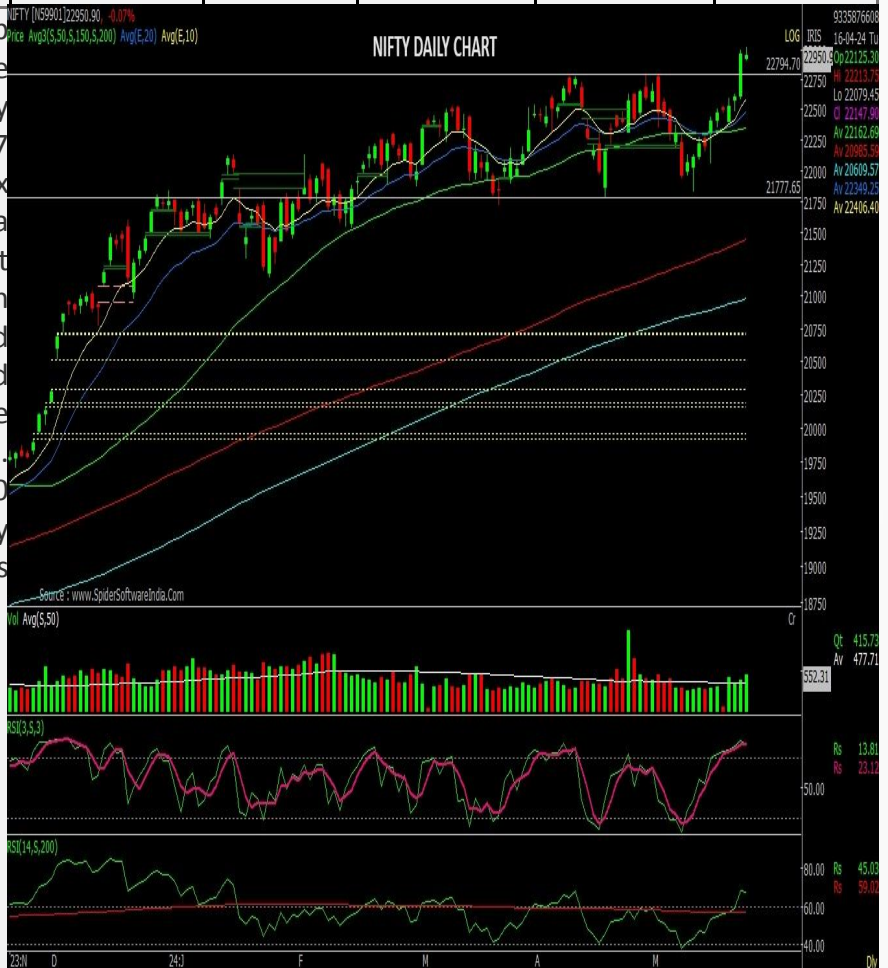 NIFTY [N59901]22950.90, -0.07%
Price Avg3(S,50,S,150,S,200) Avg(E,20) Avg(E,10)
NIFTY DAILY CHART
LOG
IRIS
9335876608
16-04-24 Tu
22794.70
22950.9
Op 22125.30
Hi 22213.75
Lo 22079.45
Cl 22147.90
Av 22162.69
Av 20985.59
Av 20609.57
Av 22349.25
Av 22406.40
22750
22500
22250
22000
21777.65
21750
21500
21250
21000
20750
20500
20250
20000
19750
19500
19250
19000
18750
Source : www.SpiderSoftwareIndia.com
Vol Avg(S,50)
Cr
Qt 415.73
Av 477.71
552.31
RSI(3,S,3)
Rs 13.81
Rs 23.12
50.00
RSI(14,S,200)
80.00
Rs 45.03
Rs 59.02
60.00
40.00
'23:N D 24:J F M A M
Dly